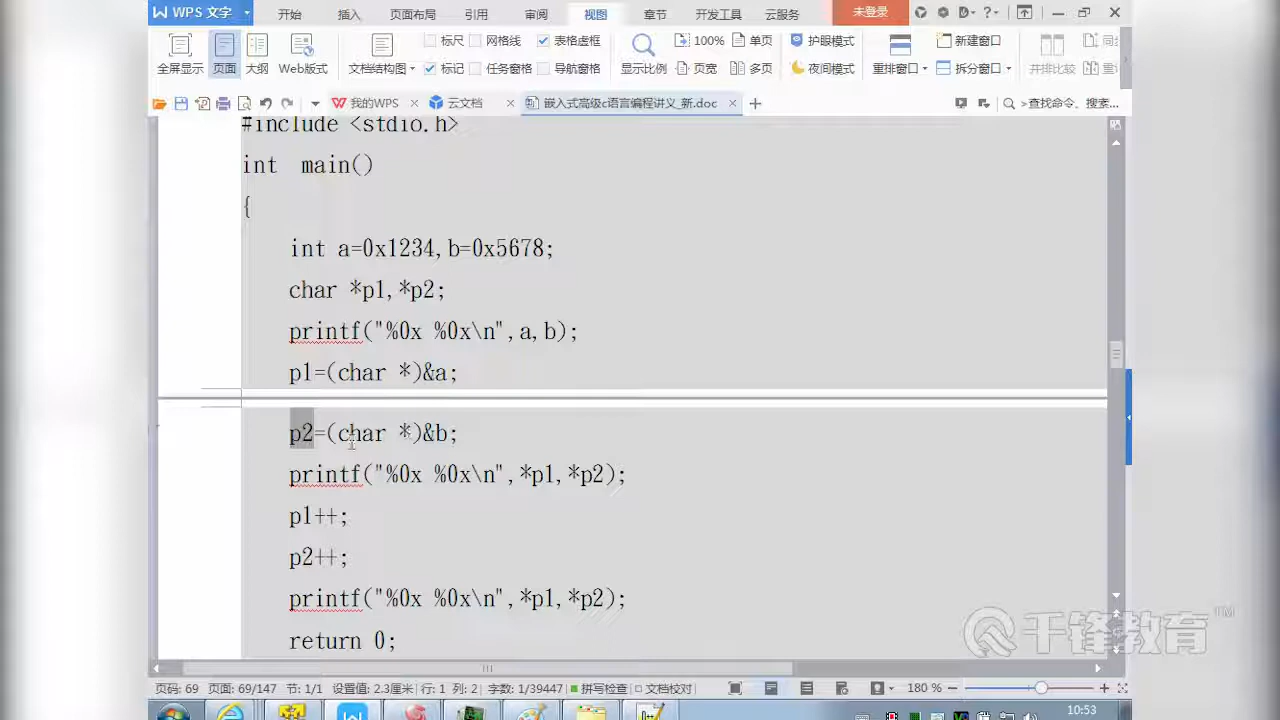 WPS 文字 开始 插入 页面布局 引用 审阅 视图 章节 开发工具 云服务 未登录
标尺 网格线 表格虚框 100% 单页 护眼模式 新建窗口
全屏显示 页面 大纲 Web版式 文档结构图 标记 任务窗格 导航窗格 显示比例 页宽 多页 夜间模式 重排窗口 拆分窗口 并排比较
我的WPS 云文档 嵌入式高级c语言编程讲义_新.doc 查找命令、搜索...
#include <stdio.h>
int main()
{
int a=0x1234,b=0x5678;
char *p1,*p2;
printf("%0x %0x\n",a,b);
p1=(char *)&a;
p2=(char *)&b;
printf("%0x %0x\n",*p1,*p2);
p1++;
p2++;
printf("%0x %0x\n",*p1,*p2);
return 0;
千锋教育 TM
页码: 69 页面: 69/147 节: 1/1 设置值: 2.3厘米 行: 1 列: 2 字数: 1/39447 拼写检查 文档校对 180 %
10:53